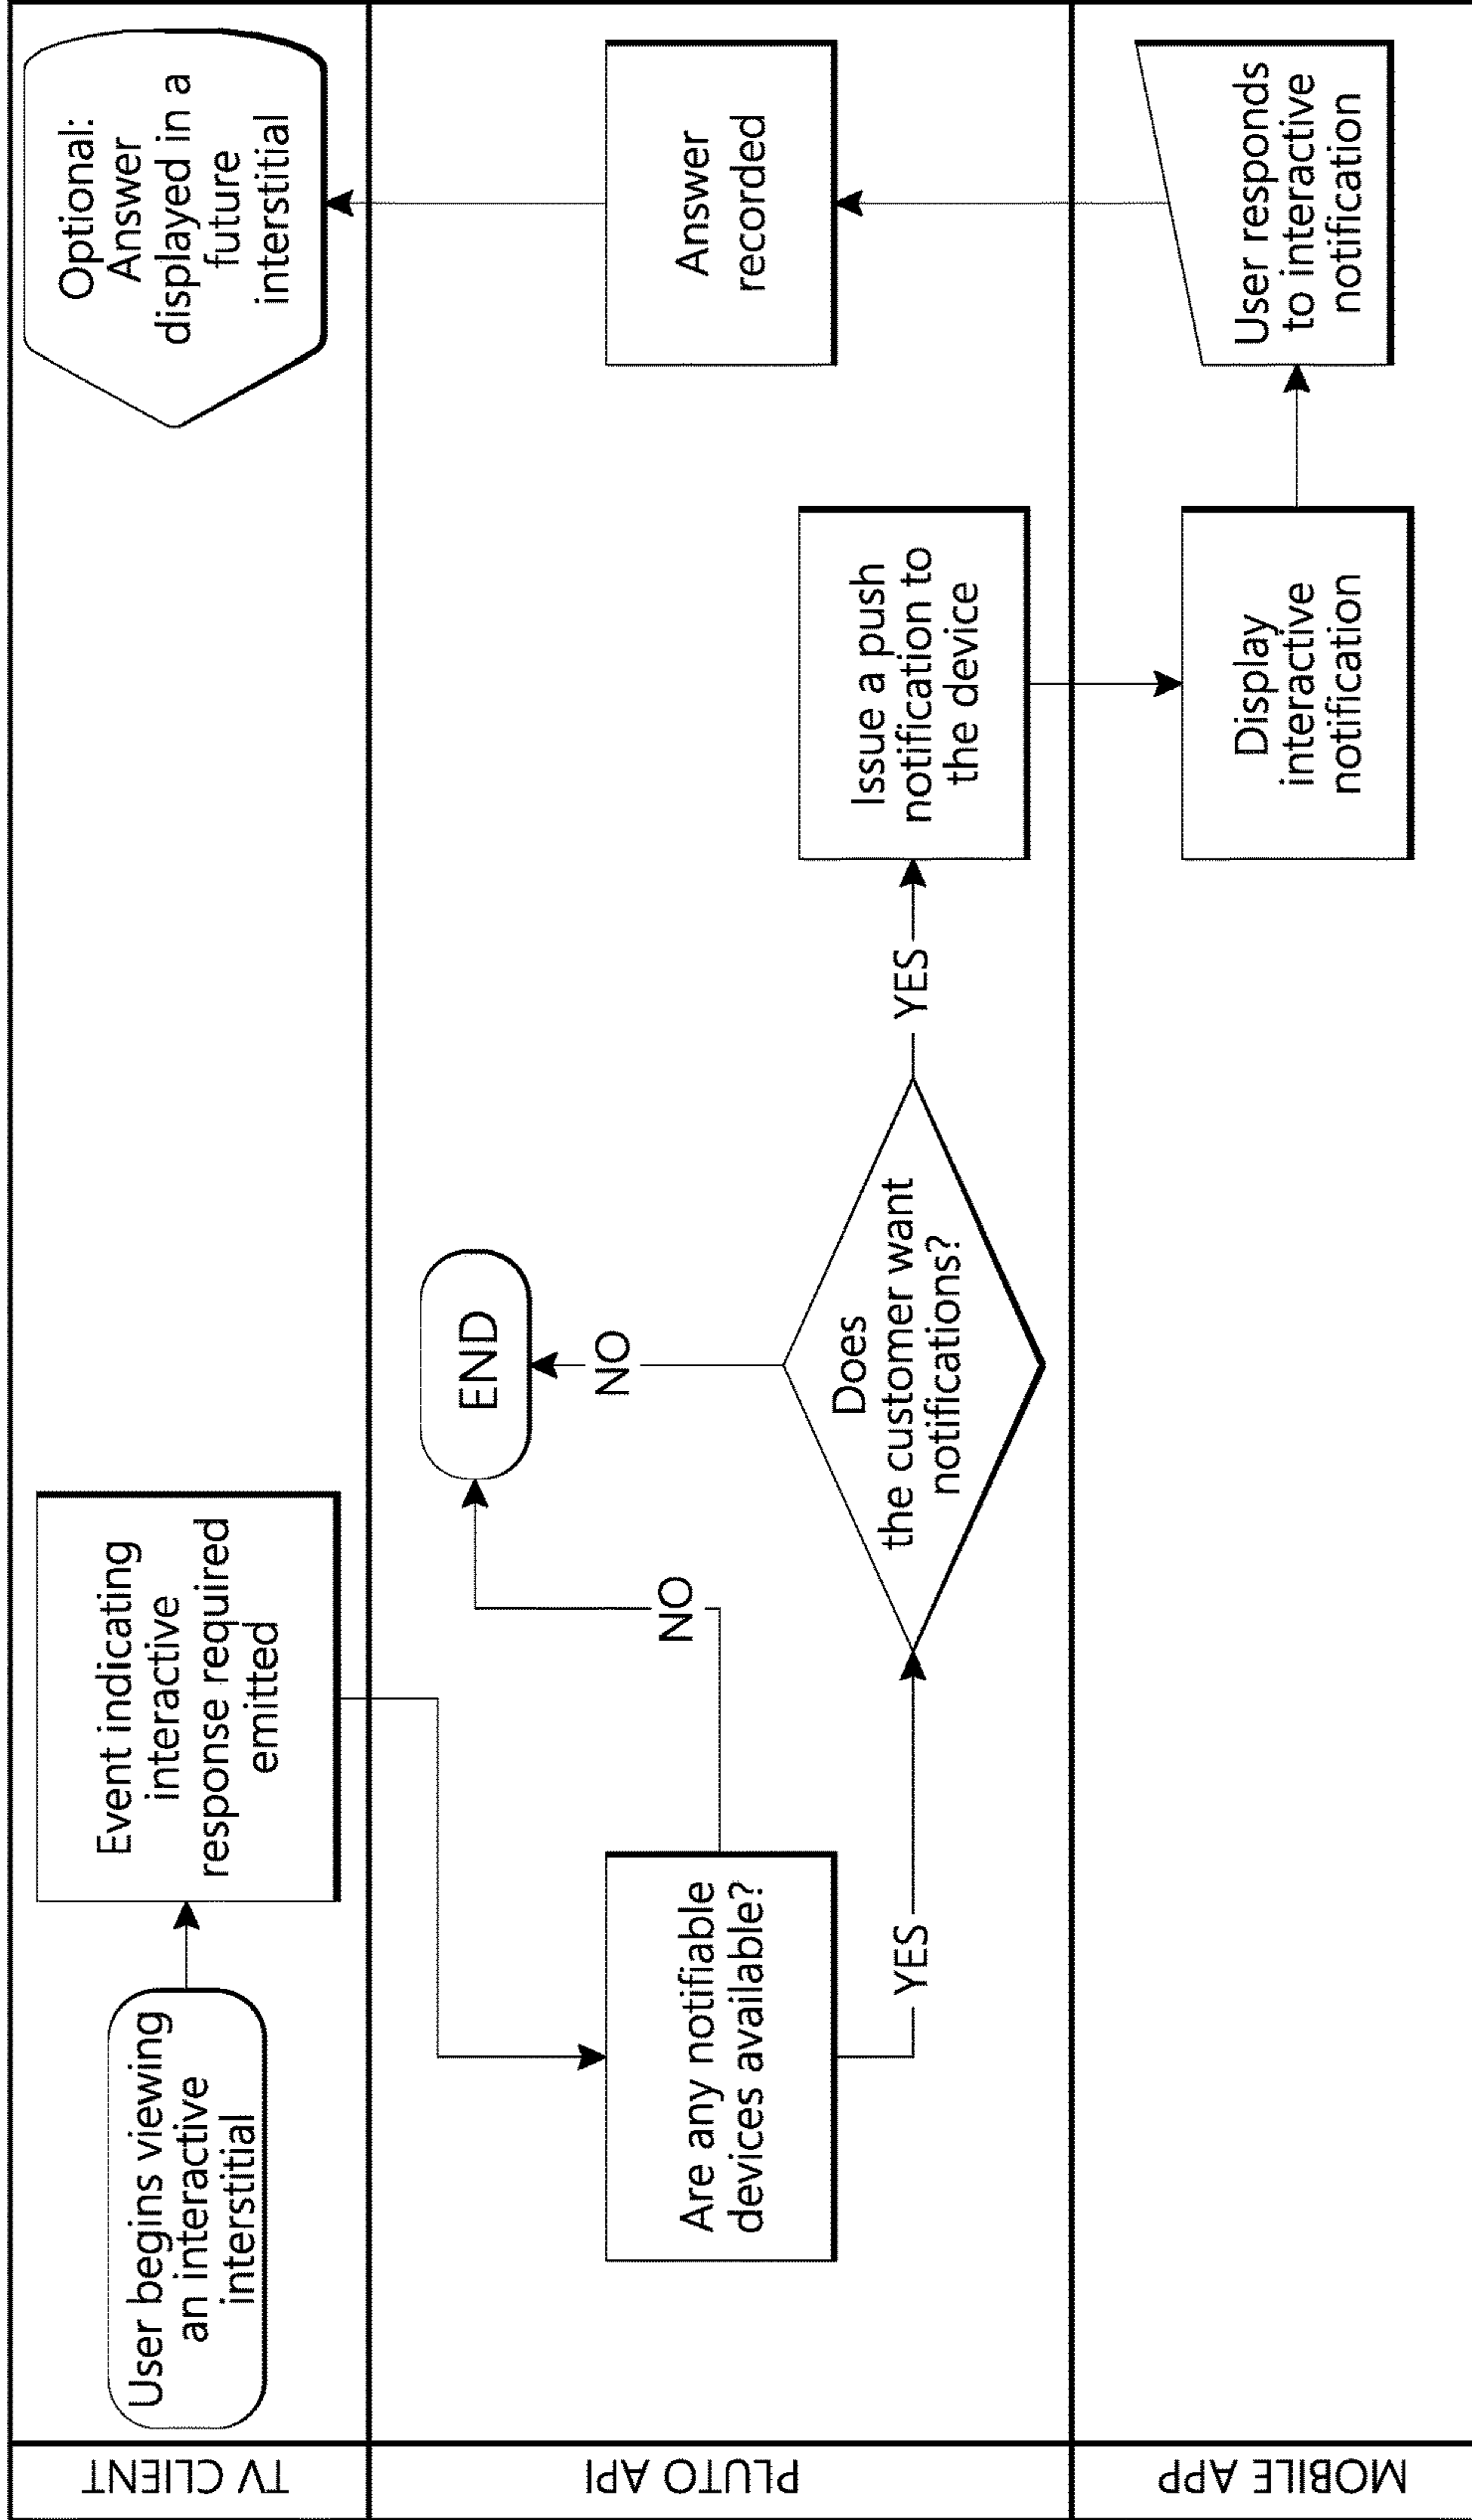 TV CLIENT
User begins viewing
an interactive
interstitial
Event indicating
interactive
response required
emitted
Optional:
Answer
displayed in a
future
interstitial
PLUTO API
Are any notifiable
devices available?
NO
YES
END
NO
Does
the customer want
notifications?
YES
Issue a push
notification to
the device
Answer
recorded
MOBILE APP
Display
interactive
notification
User responds
to interactive
notification